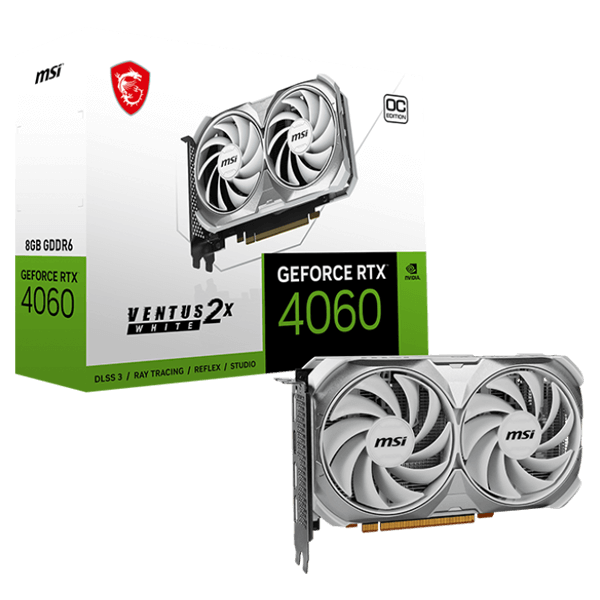 msi
OC
EDITION
msi
msi
8GB GDDR6
GEFORCE RTX
4060
VENTUS 2X
WHITE
GEFORCE RTX™
4060
NVIDIA
DLSS 3 / RAY TRACING / REFLEX / STUDIO
msi
msi